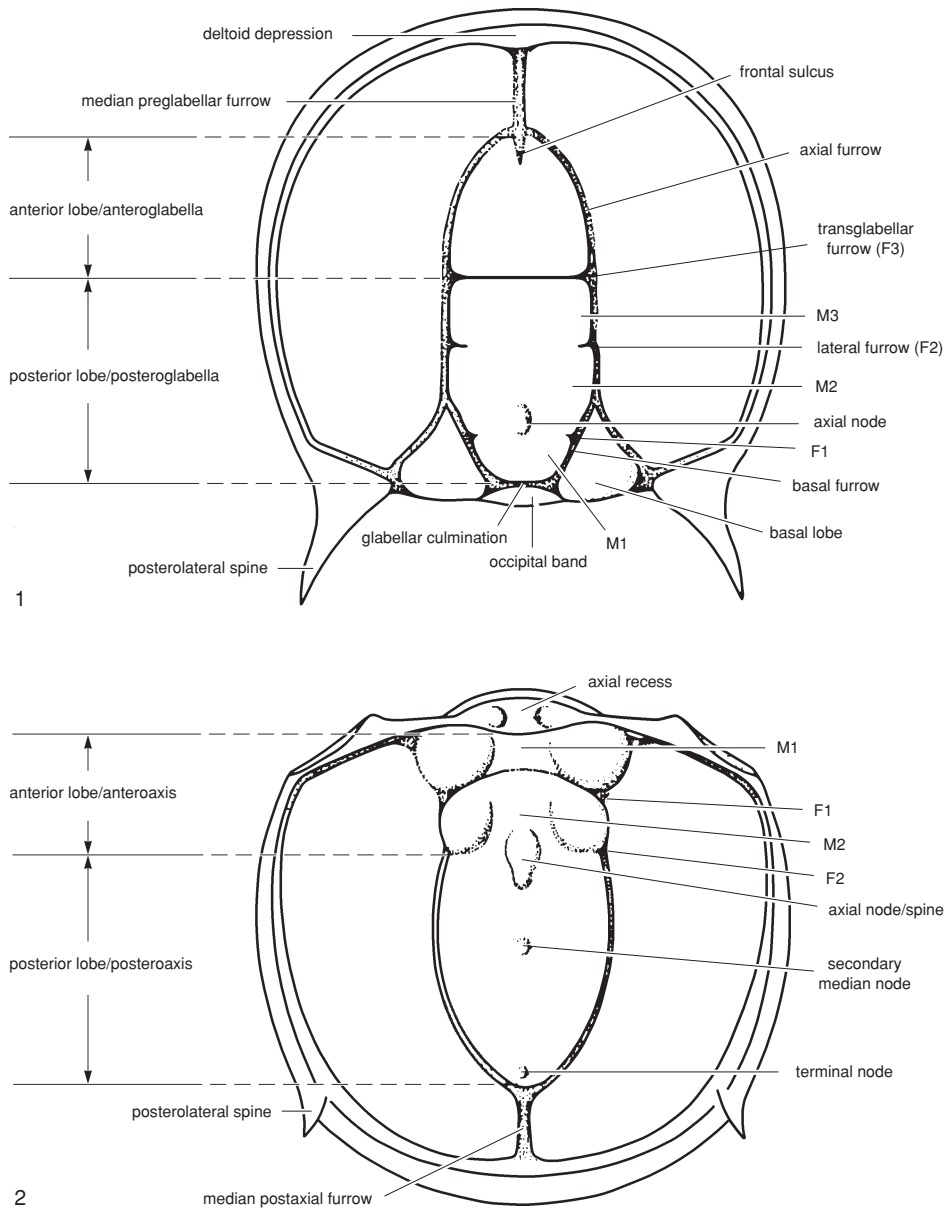 deltoid depression
frontal sulcus
median preglabellar furrow
axial furrow
anterior lobe/anteroglabella
transglabellar
furrow (F3)
M3
lateral furrow (F2)
posterior lobe/posteroglabella
M2
axial node
F1
basal furrow
basal lobe
glabellar culmination
M1
occipital band
posterolateral spine
1
axial recess
M1
anterior lobe/anteroaxis
F1
M2
F2
axial node/spine
posterior lobe/posteroaxis
secondary
median node
terminal node
posterolateral spine
median postaxial furrow
2